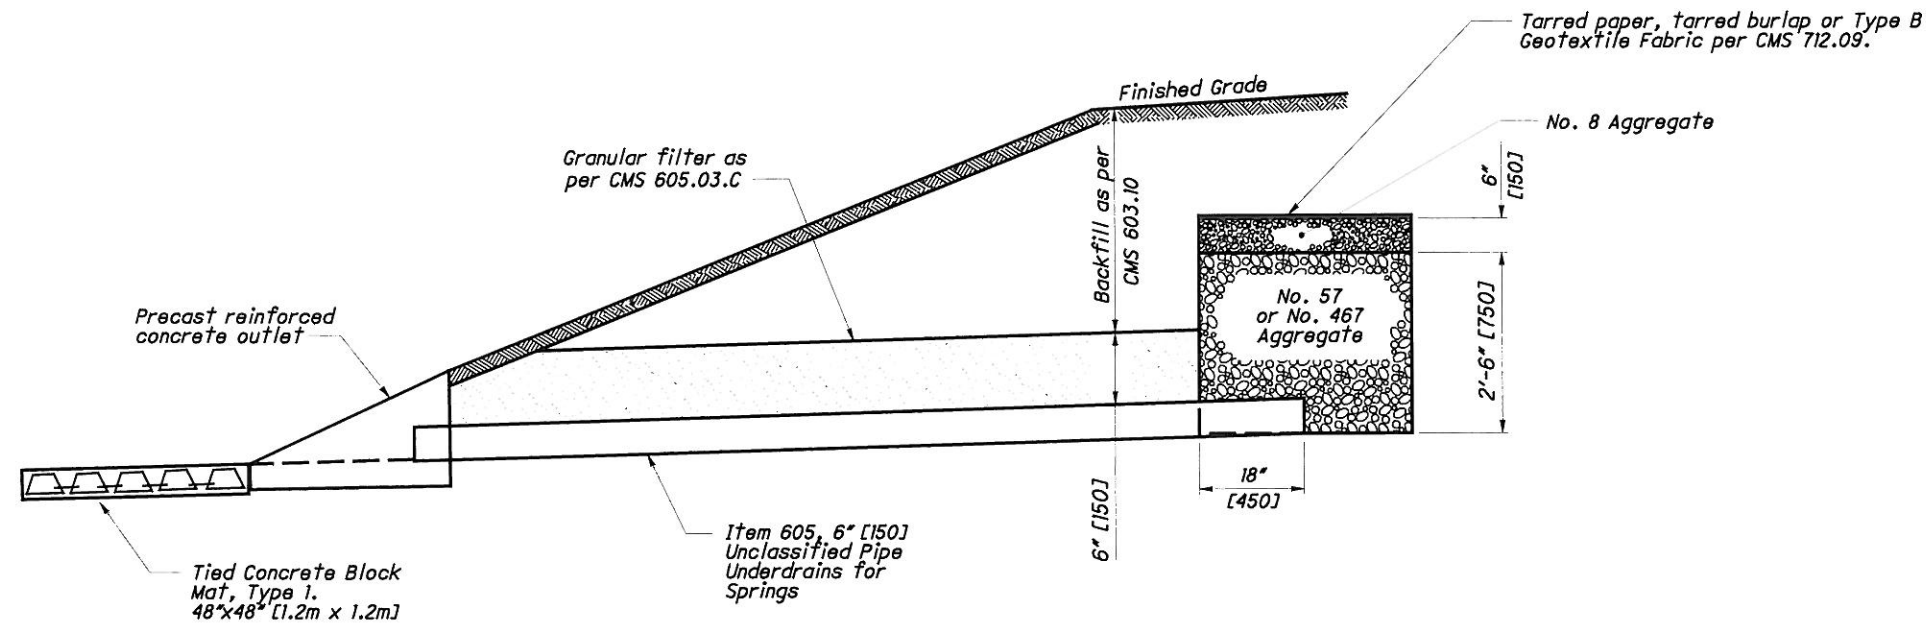 Tarred paper, tarred burlap or Type B
Geotextile Fabric per CMS 712.09.
Finished Grade
No. 8 Aggregate
Granular filter as
per CMS 605.03.C
6"
[150]
Backfill as per
CMS 603.10
Precast reinforced
concrete outlet
No. 57
or No. 467
Aggregate
2'-6" [750]
18"
[450]
6" [150]
Item 605, 6" [150]
Unclassified Pipe
Underdrains for
Springs
Tied Concrete Block
Mat, Type 1.
48"x48" [1.2m x 1.2m]